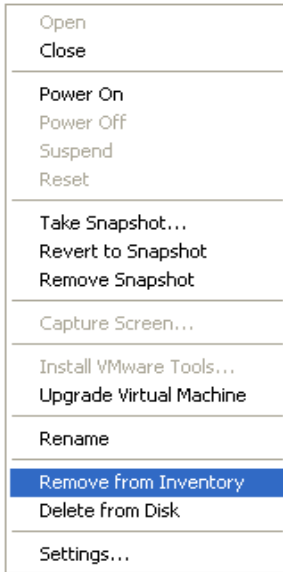 Open
Close
Power On
Power Off
Suspend
Reset
Take Snapshot...
Revert to Snapshot
Remove Snapshot
Capture Screen...
Install VMware Tools...
Upgrade Virtual Machine
Rename
Remove from Inventory
Delete from Disk
Settings...